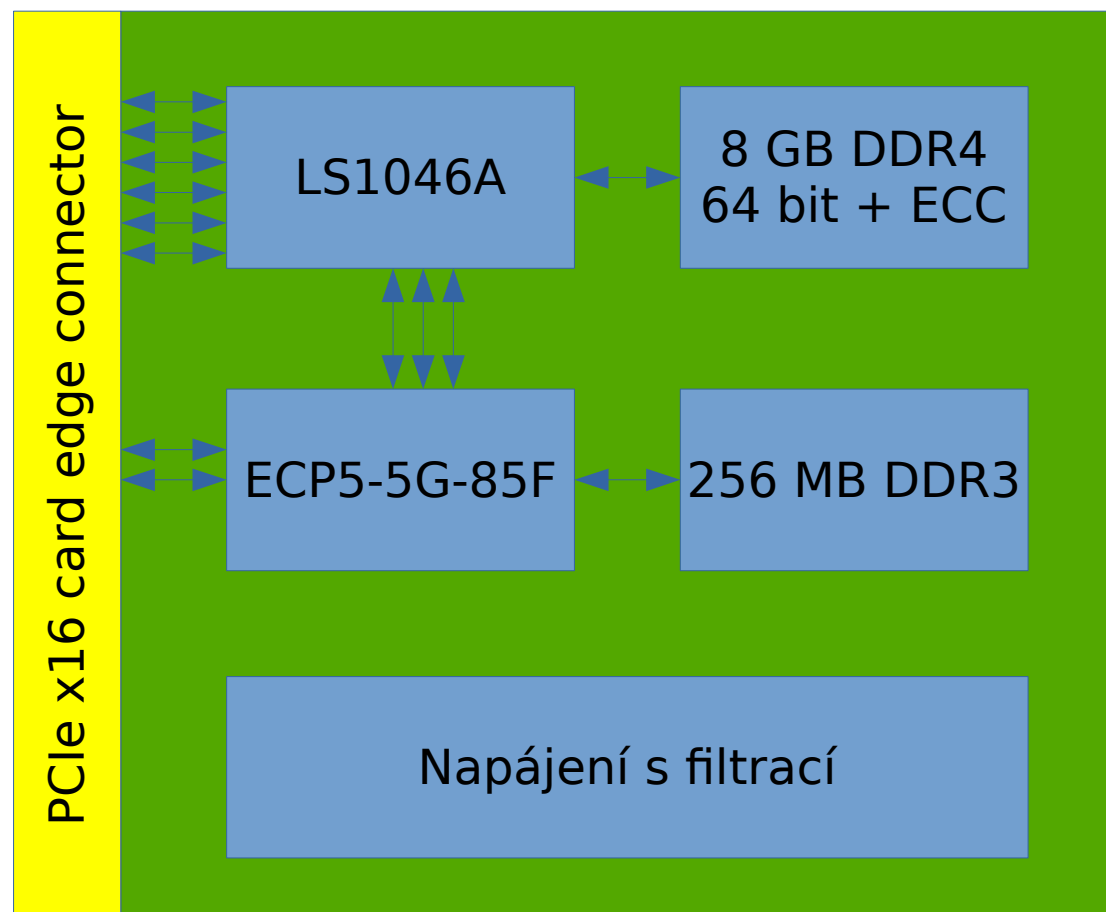 PCIe x16 card edge connector
LS1046A
8 GB DDR4
64 bit + ECC
ECP5-5G-85F
256 MB DDR3
Napájení s filtrací